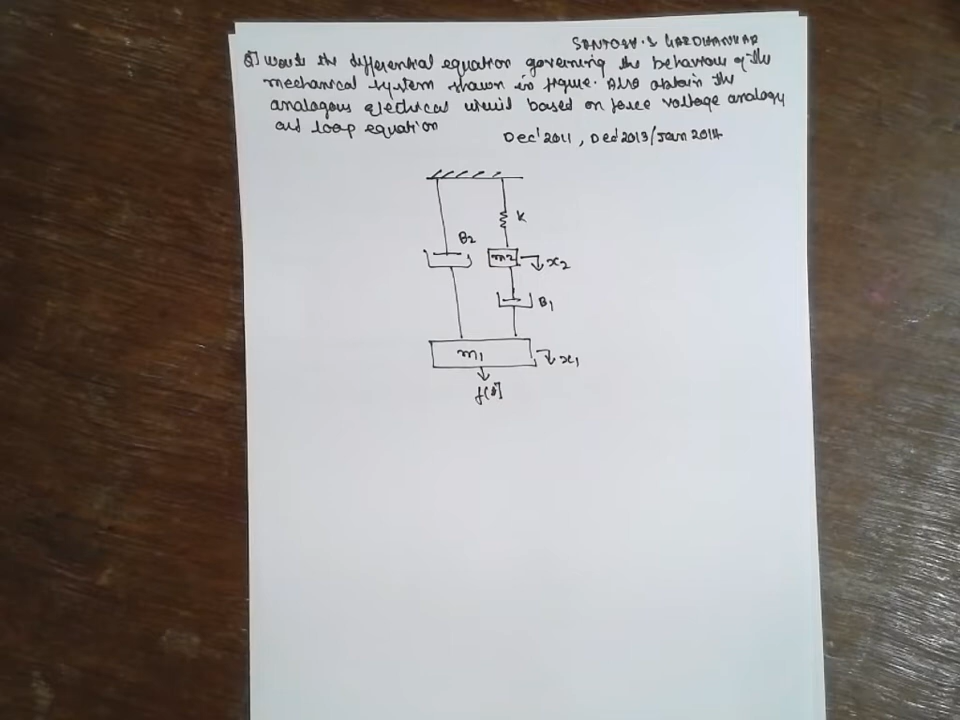 SANTOSH.S GARDHANKAR
Q] Write the differential equation governing the behaviour of the
mechanical system shown in figure. Also obtain the
analogous electrical circuit based on force voltage analogy
and loop equation
Dec'2011, Dec'2013/Jan 2014
K
B2
m2
x2
B1
m1
x1
f(t)